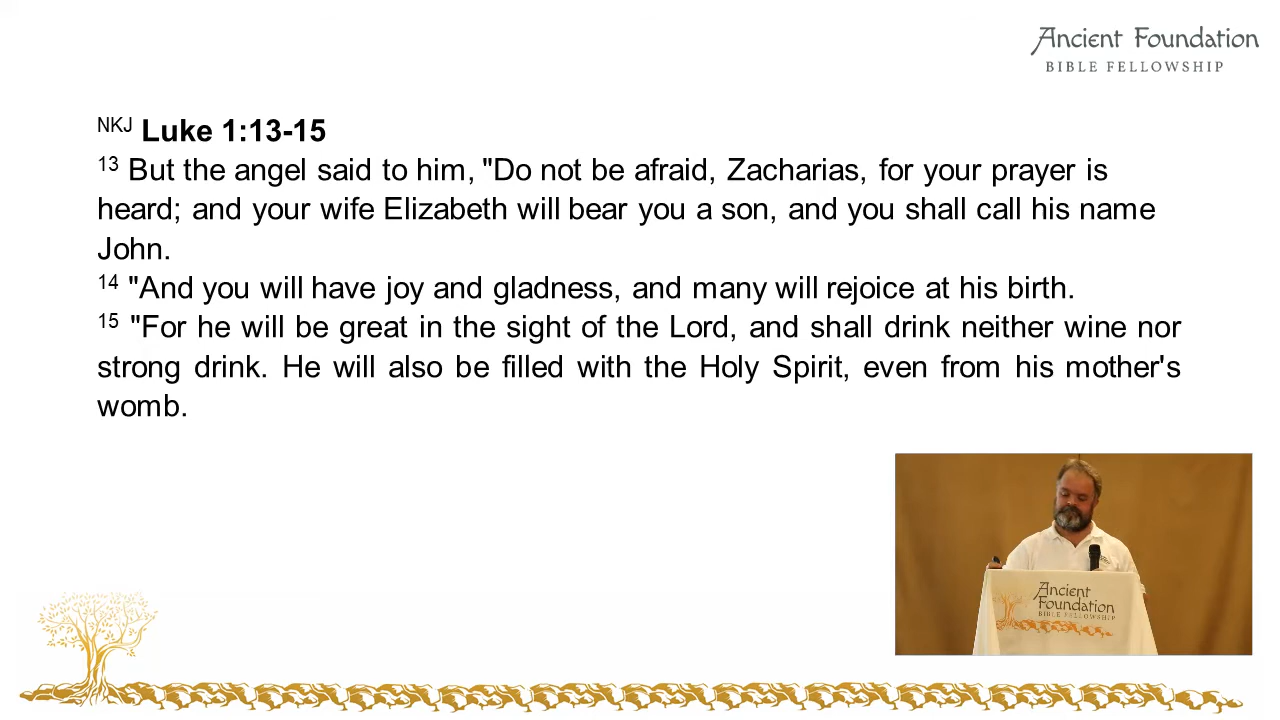 Ancient Foundation
BIBLE FELLOWSHIP
NKJ Luke 1:13-15
13 But the angel said to him, "Do not be afraid, Zacharias, for your prayer is
heard; and your wife Elizabeth will bear you a son, and you shall call his name
John.
14 "And you will have joy and gladness, and many will rejoice at his birth.
15 "For he will be great in the sight of the Lord, and shall drink neither wine nor
strong drink. He will also be filled with the Holy Spirit, even from his mother's
womb.
Ancient
Foundation
BIBLE FELLOWSHIP